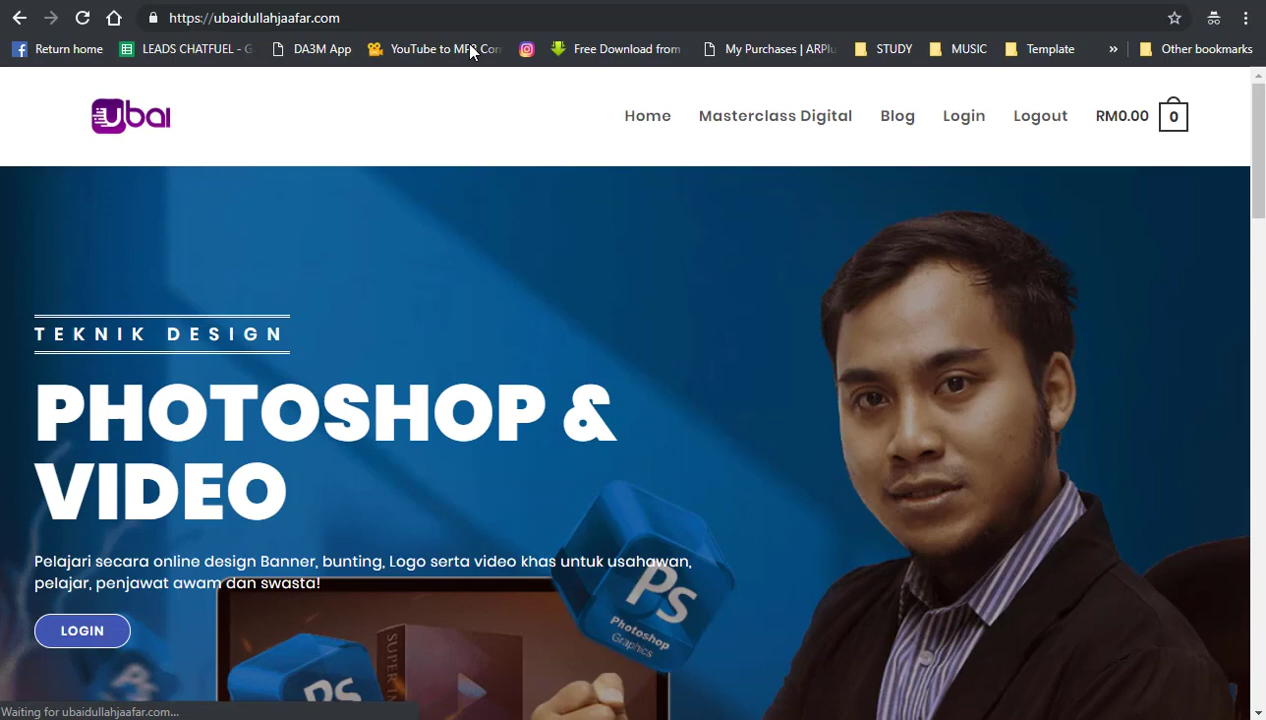 https://ubaidullahjaafar.com
Return home
LEADS CHATFUEL - G
DA3M App
YouTube to MP3 Con
Free Download from
My Purchases | ARPlu
STUDY
MUSIC
Template
»
Other bookmarks
Ubai
Home
Masterclass Digital
Blog
Login
Logout
RM0.00
0
TEKNIK DESIGN
PHOTOSHOP &
VIDEO
Pelajari secara online design Banner, bunting, Logo serta video khas untuk usahawan,
pelajar, penjawat awam dan swasta!
LOGIN
PS
Photoshop
Graphics
PS
Waiting for ubaidullahjaafar.com...